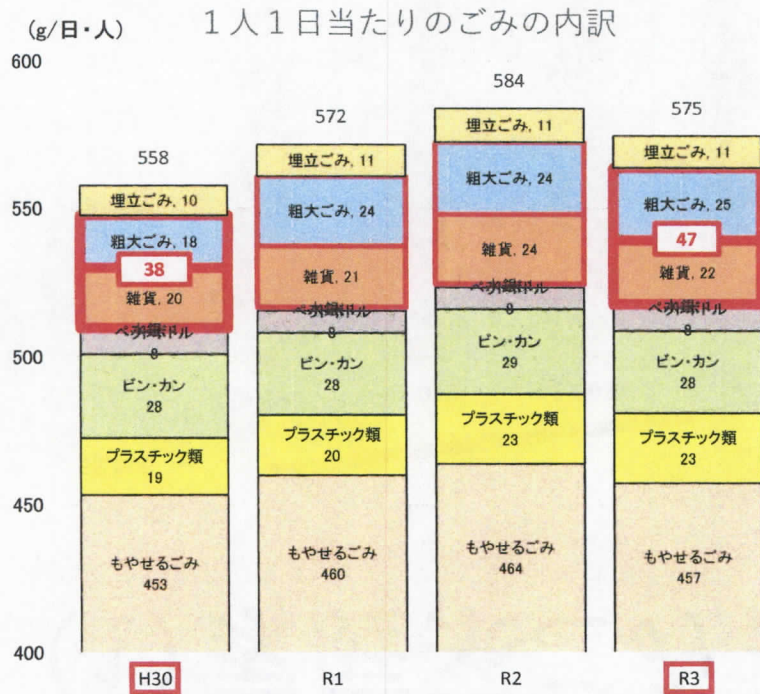 (g/日・人)
１人１日当たりのごみの内訳
600
550
500
450
400
558
埋立ごみ, 10
粗大ごみ, 18
38
雑貨, 20
8
ビン・カン
28
プラスチック類
19
もやせるごみ
453
H30
572
埋立ごみ, 11
粗大ごみ, 24
雑貨, 21
8
ビン・カン
28
プラスチック類
20
もやせるごみ
460
R1
584
埋立ごみ, 11
粗大ごみ, 24
雑貨, 24
8
ビン・カン
29
プラスチック類
23
もやせるごみ
464
R2
575
埋立ごみ, 11
粗大ごみ, 25
47
雑貨, 22
8
ビン・カン
28
プラスチック類
23
もやせるごみ
457
R3